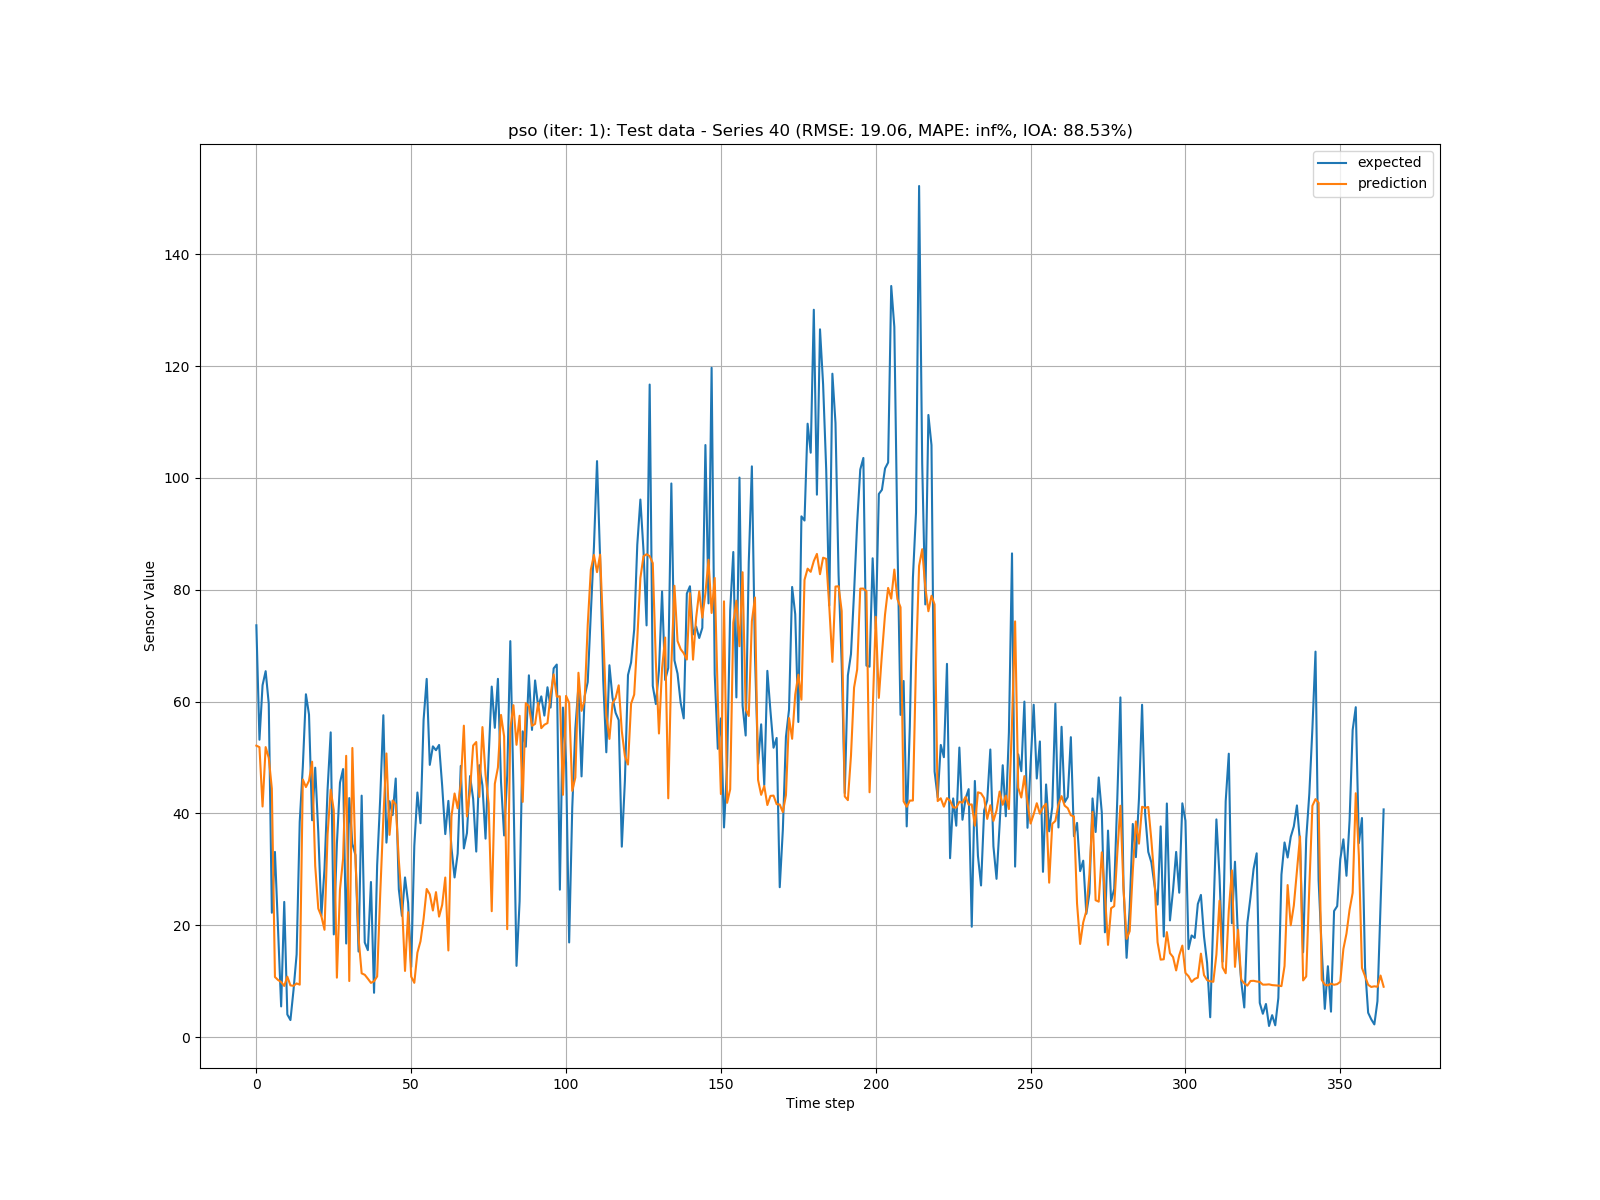 pso (iter: 1): Test data - Series 40 (RMSE: 19.06, MAPE: inf%, IOA: 88.53%)
expected
prediction
140
120
100
80
60
40
20
0
Sensor Value
0 50 100 150 200 250 300 350
Time step